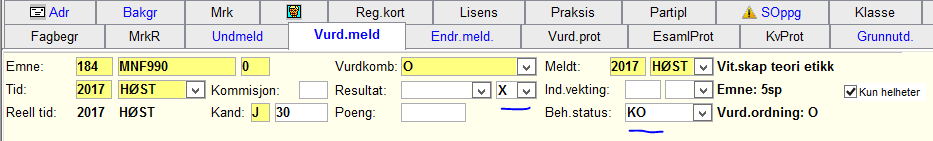 Adr Bakgr Mrk Reg.kort Lisens Praksis Partipl SOppg Klasse
Fagbegr MrkR Undmeld Vurd.meld Endr.meld. Vurd.prot EsamlProt KvProt Grunnutd.
Emne: 184 MNF990 0 Vurdkomb: O Meldt: 2017 HØST Vit.skap teori etikk
Tid: 2017 HØST Kommisjon: Resultat: X Ind.vekting: Emne: 5sp Kun helheter
Reell tid: 2017 HØST Kand: J 30 Poeng: Beh.status: KO Vurd.ordning: O